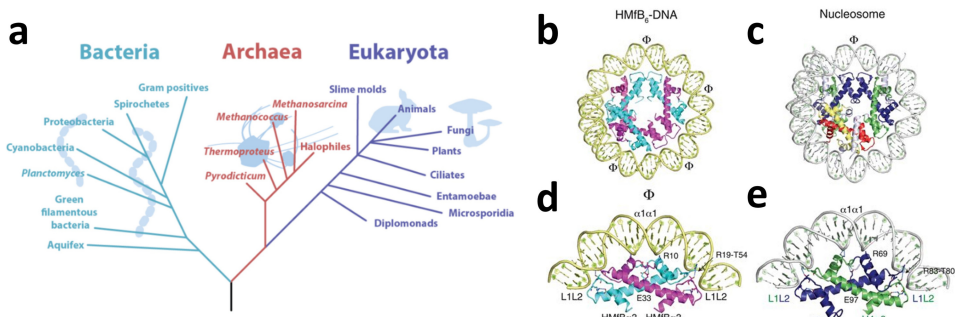 a
Bacteria
Archaea
Eukaryota
Gram positives
Spirochetes
Proteobacteria
Cyanobacteria
Planctomyces
Green
filamentous
bacteria
Aquifex
Methanosarcina
Methanococcus
Thermoproteus
Halophiles
Pyrodicticum
Slime molds
Animals
Fungi
Plants
Ciliates
Entamoebae
Microsporidia
Diplomonads
b
HMfB6-DNA
Φ
Φ
Φ
Φ
Φ
c
Nucleosome
Φ
d
Φ
α1α1
R10
R19-T54
E33
L1L2
L1L2
e
α1α1
R69
R83-T80
E97
L1L2
L1L2